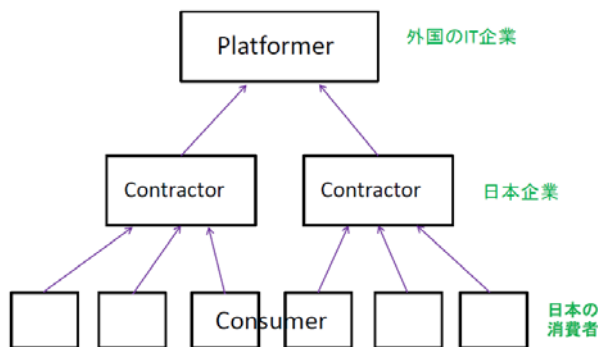 Platformer
外国のIT企業
Contractor
Contractor
日本企業
Consumer
日本の
消費者